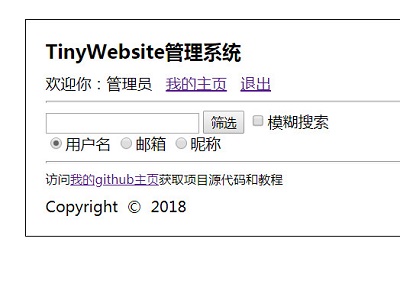 TinyWebsite管理系统
欢迎你：管理员 我的主页 退出
筛选 模糊搜索
用户名 邮箱 昵称
访问我的github主页获取项目源代码和教程
Copyright © 2018